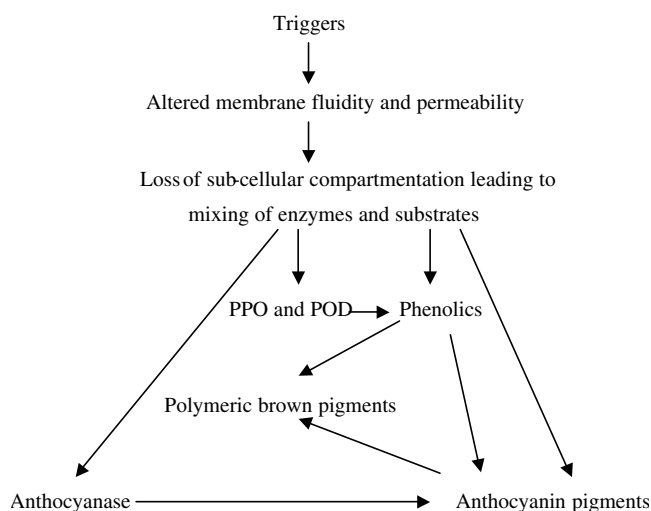 Triggers
Altered membrane fluidity and permeability
Loss of sub-cellular compartmentation leading to
mixing of enzymes and substrates
PPO and POD
Phenolics
Polymeric brown pigments
Anthocyanase
Anthocyanin pigments